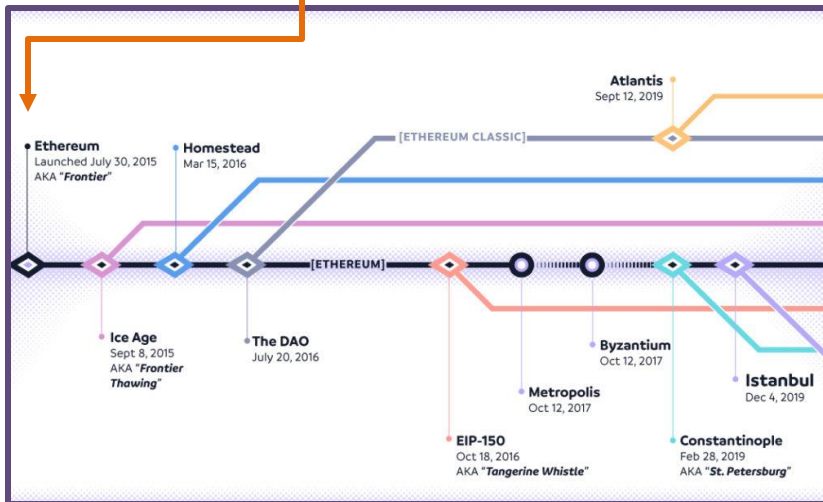 Atlantis
Sept 12, 2019
[ETHEREUM CLASSIC]
Ethereum
Launched July 30, 2015
AKA "Frontier"
Homestead
Mar 15, 2016
[ETHEREUM]
Ice Age
Sept 8, 2015
AKA "Frontier
Thawing"
The DAO
July 20, 2016
EIP-150
Oct 18, 2016
AKA "Tangerine Whistle"
Metropolis
Oct 12, 2017
Byzantium
Oct 12, 2017
Constantinople
Feb 28, 2019
AKA "St. Petersburg"
Istanbul
Dec 4, 2019